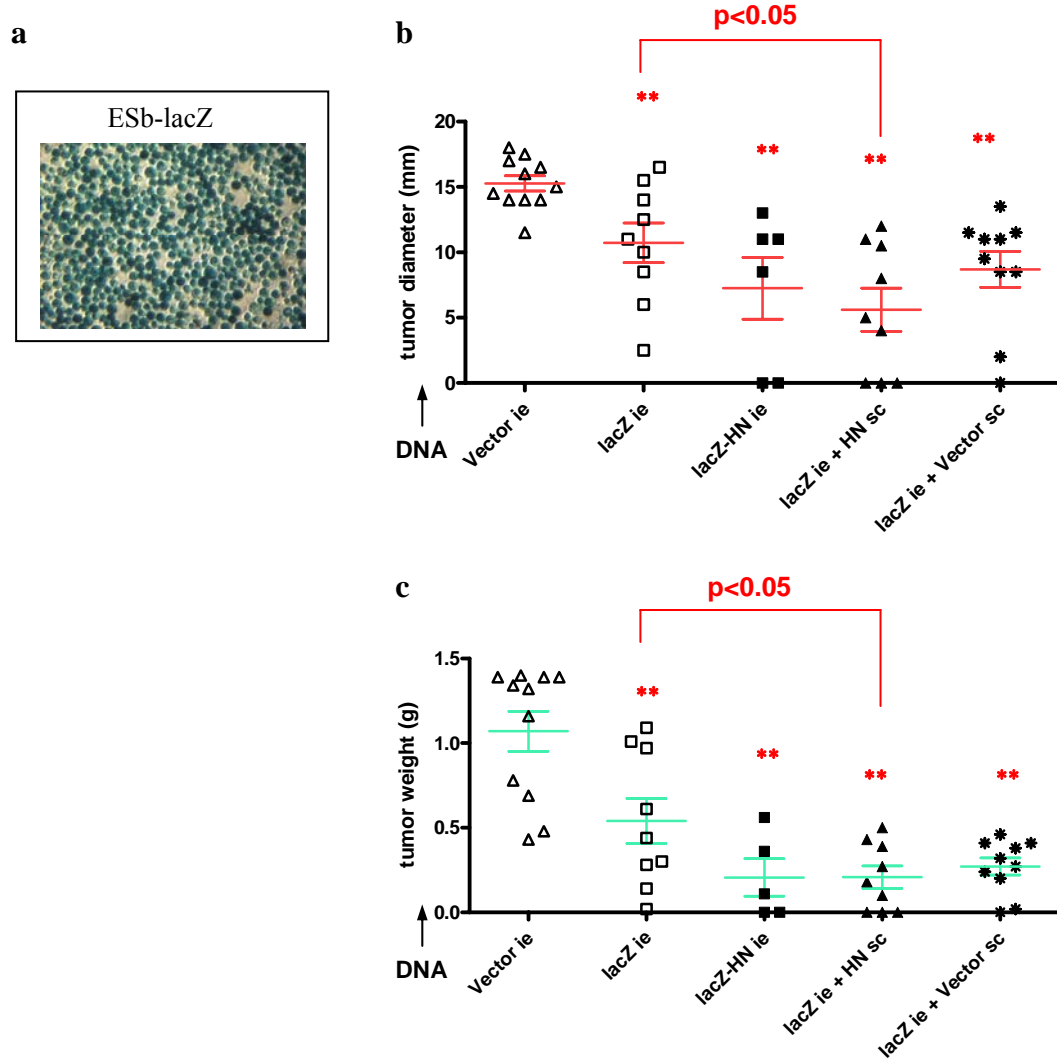 a
ESb-lacZ
b
p<0.05
** ** ** **
tumor diameter (mm)
20
15
10
5
0
DNA
Vector ie
lacZ ie
lacZ-HN ie
lacZ ie + HN sc
lacZ ie + Vector sc
c
p<0.05
** ** ** **
tumor weight (g)
1.5
1.0
0.5
0.0
DNA
Vector ie
lacZ ie
lacZ-HN ie
lacZ ie + HN sc
lacZ ie + Vector sc